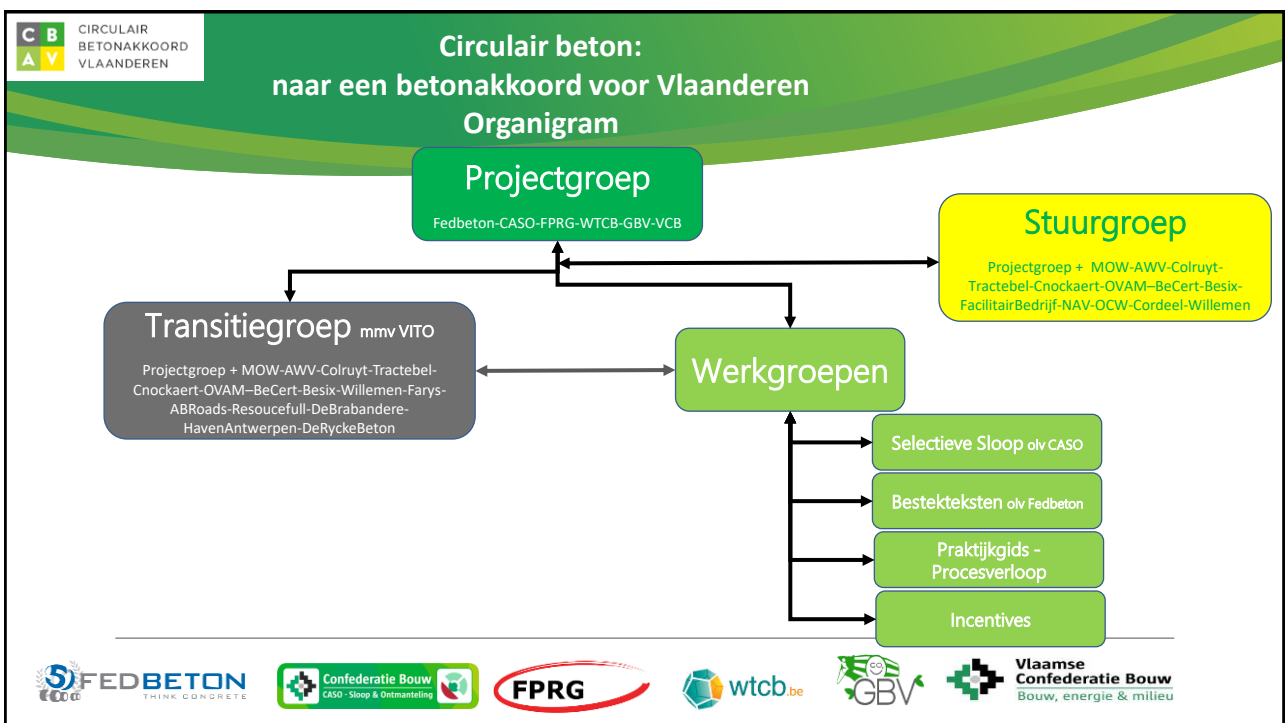 C B
A V
CIRCULAIR
BETONAKKOORD
VLAANDEREN
Circulair beton:
naar een betonakkoord voor Vlaanderen
Organigram
Projectgroep
Fedbeton-CASO-FPRG-WTCB-GBV-VCB
Stuurgroep
Projectgroep + MOW-AWV-Colruyt-
Tractebel-Cnockaert-OVAM–BeCert-Besix-
FacilitairBedrijf-NAV-OCW-Cordeel-Willemen
Transitiegroep mmv VITO
Projectgroep + MOW-AWV-Colruyt-Tractebel-
Cnockaert-OVAM–BeCert-Besix-Willemen-Farys-
ABRoads-Resoucefull-DeBrabandere-
HavenAntwerpen-DeRyckeBeton
Werkgroepen
Selectieve Sloop olv CASO
Bestekteksten olv Fedbeton
Praktijkgids -
Procesverloop
Incentives
FEDBETON
THINK CONCRETE
Confederatie Bouw
CASO - Sloop & Ontmanteling
FPRG
wtcb.be
CO
GBV
Vlaamse
Confederatie Bouw
Bouw, energie & milieu